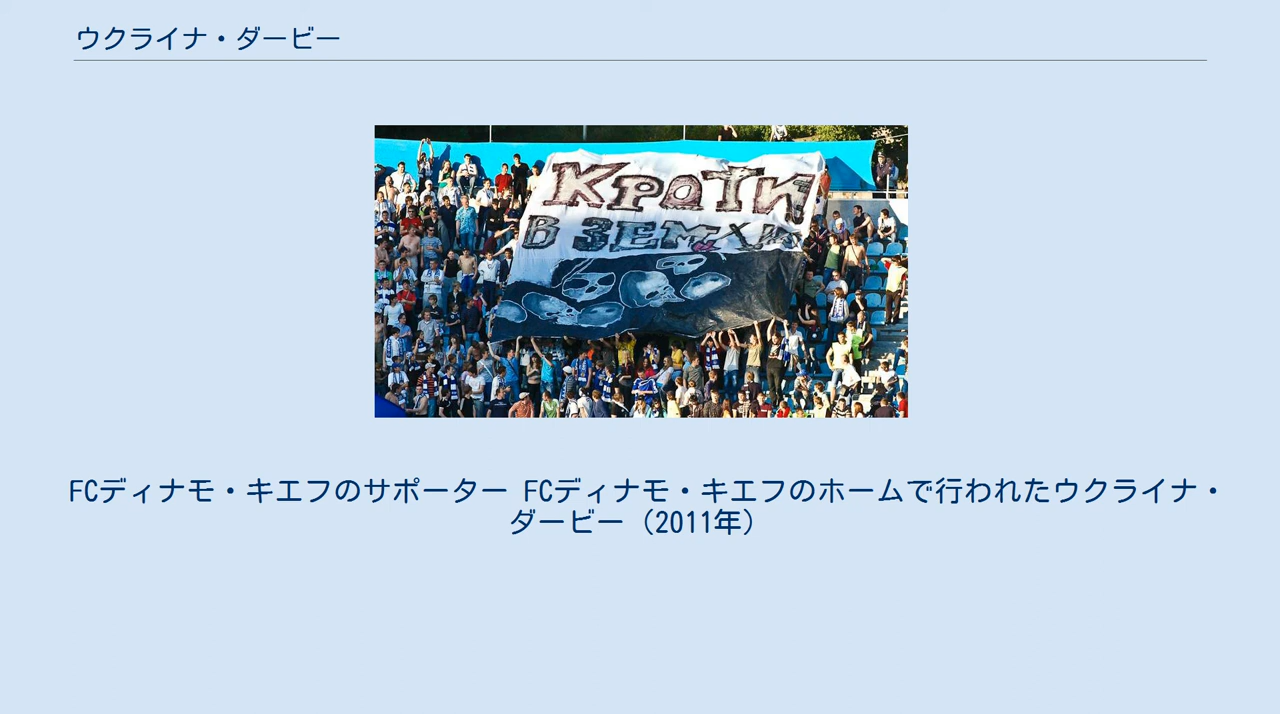 ウクライナ・ダービー
Кроти
в землю
FCディナモ・キエフのサポーター FCディナモ・キエフのホームで行われたウクライナ・
ダービー（2011年）